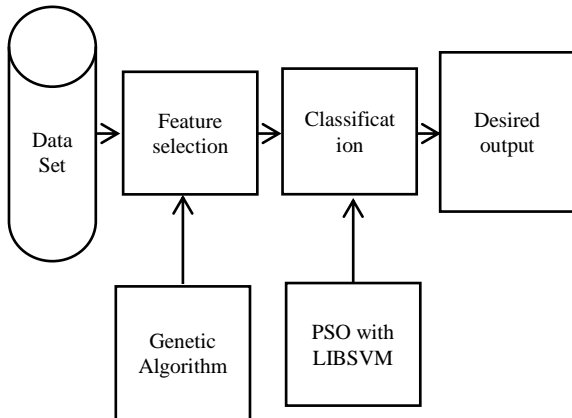 Data
Set
Feature
selection
Classificat
ion
Desired
output
Genetic
Algorithm
PSO with
LIBSVM